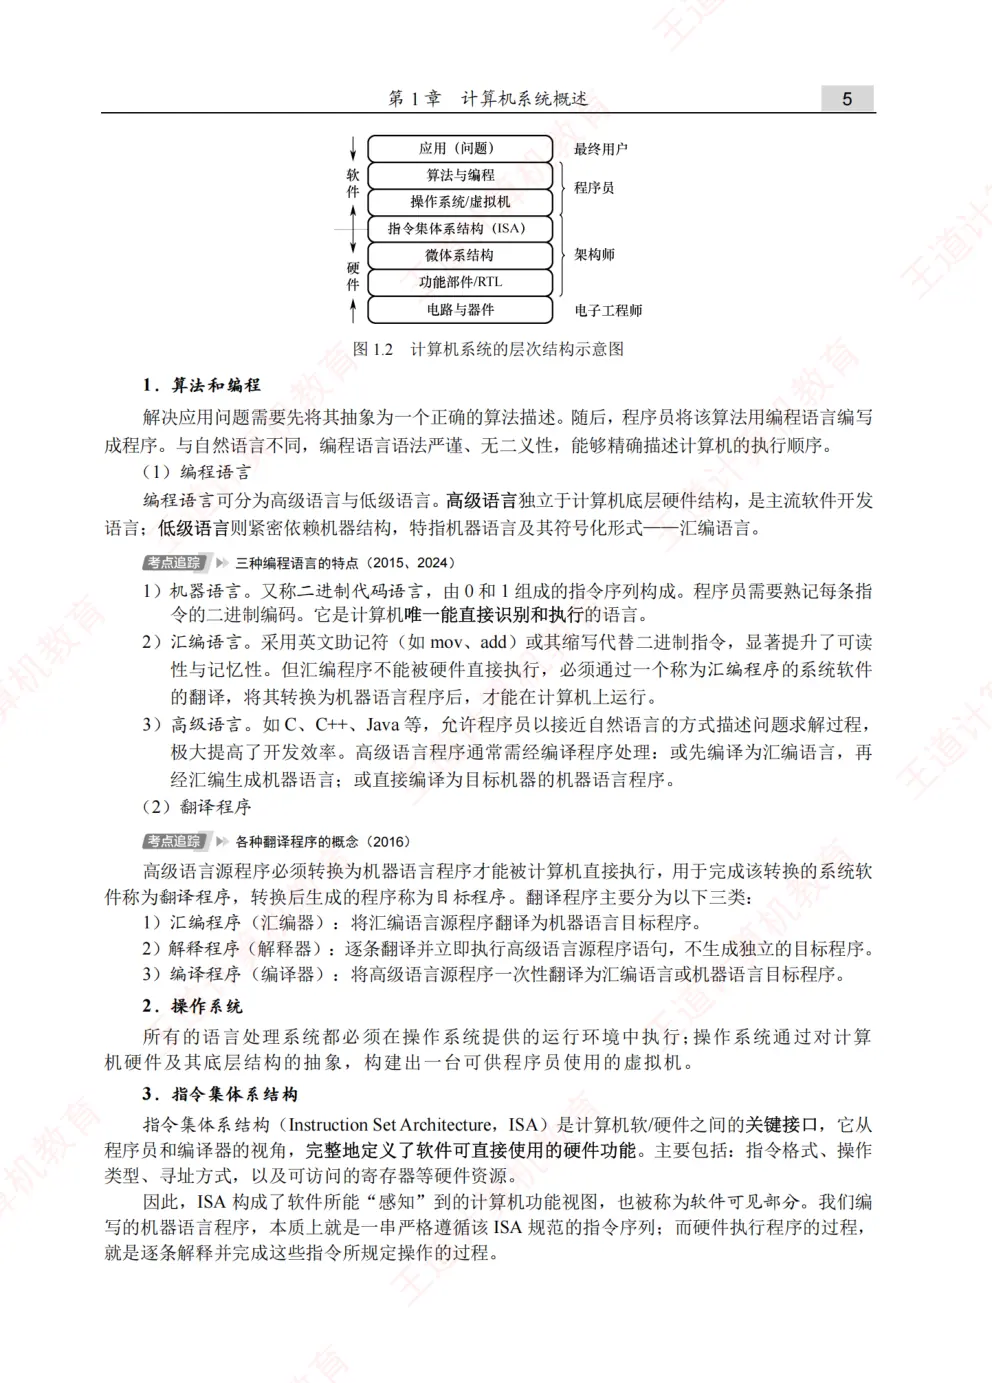 第 1 章 计算机系统概述 5
应用（问题） 最终用户
软件
算法与编程
程序员
操作系统/虚拟机
指令集体系结构（ISA）
微体系结构 架构师
硬件
功能部件/RTL
电路与器件 电子工程师
图 1.2 计算机系统的层次结构示意图
1．算法和编程
解决应用问题需要先将其抽象为一个正确的算法描述。随后，程序员将该算法用编程语言编写
成程序。与自然语言不同，编程语言语法严谨、无二义性，能够精确描述计算机的执行顺序。
（1）编程语言
编程语言可分为高级语言与低级语言。高级语言独立于计算机底层硬件结构，是主流软件开发
语言；低级语言则紧密依赖机器结构，特指机器语言及其符号化形式——汇编语言。
考点追踪 三种编程语言的特点（2015、2024）
1）机器语言。又称二进制代码语言，由 0 和 1 组成的指令序列构成。程序员需要熟记每条指
令的二进制编码。它是计算机唯一能直接识别和执行的语言。
2）汇编语言。采用英文助记符（如 mov、add）或其缩写代替二进制指令，显著提升了可读
性与记忆性。但汇编程序不能被硬件直接执行，必须通过一个称为汇编程序的系统软件
的翻译，将其转换为机器语言程序后，才能在计算机上运行。
3）高级语言。如 C、C++、Java 等，允许程序员以接近自然语言的方式描述问题求解过程，
极大提高了开发效率。高级语言程序通常需经编译程序处理：或先编译为汇编语言，再
经汇编生成机器语言；或直接编译为目标机器的机器语言程序。
（2）翻译程序
考点追踪 各种翻译程序的概念（2016）
高级语言源程序必须转换为机器语言程序才能被计算机直接执行，用于完成该转换的系统软
件称为翻译程序，转换后生成的程序称为目标程序。翻译程序主要分为以下三类：
1）汇编程序（汇编器）：将汇编语言源程序翻译为机器语言目标程序。
2）解释程序（解释器）：逐条翻译并立即执行高级语言源程序语句，不生成独立的目标程序。
3）编译程序（编译器）：将高级语言源程序一次性翻译为汇编语言或机器语言目标程序。
2．操作系统
所有的语言处理系统都必须在操作系统提供的运行环境中执行；操作系统通过对计算
机硬件及其底层结构的抽象，构建出一台可供程序员使用的虚拟机。
3．指令集体系结构
指令集体系结构（Instruction Set Architecture，ISA）是计算机软/硬件之间的关键接口，它从
程序员和编译器的视角，完整地定义了软件可直接使用的硬件功能。主要包括：指令格式、操作
类型、寻址方式，以及可访问的寄存器等硬件资源。
因此，ISA 构成了软件所能“感知”到的计算机功能视图，也被称为软件可见部分。我们编
写的机器语言程序，本质上就是一串严格遵循该 ISA 规范的指令序列；而硬件执行程序的过程，
就是逐条解释并完成这些指令所规定操作的过程。